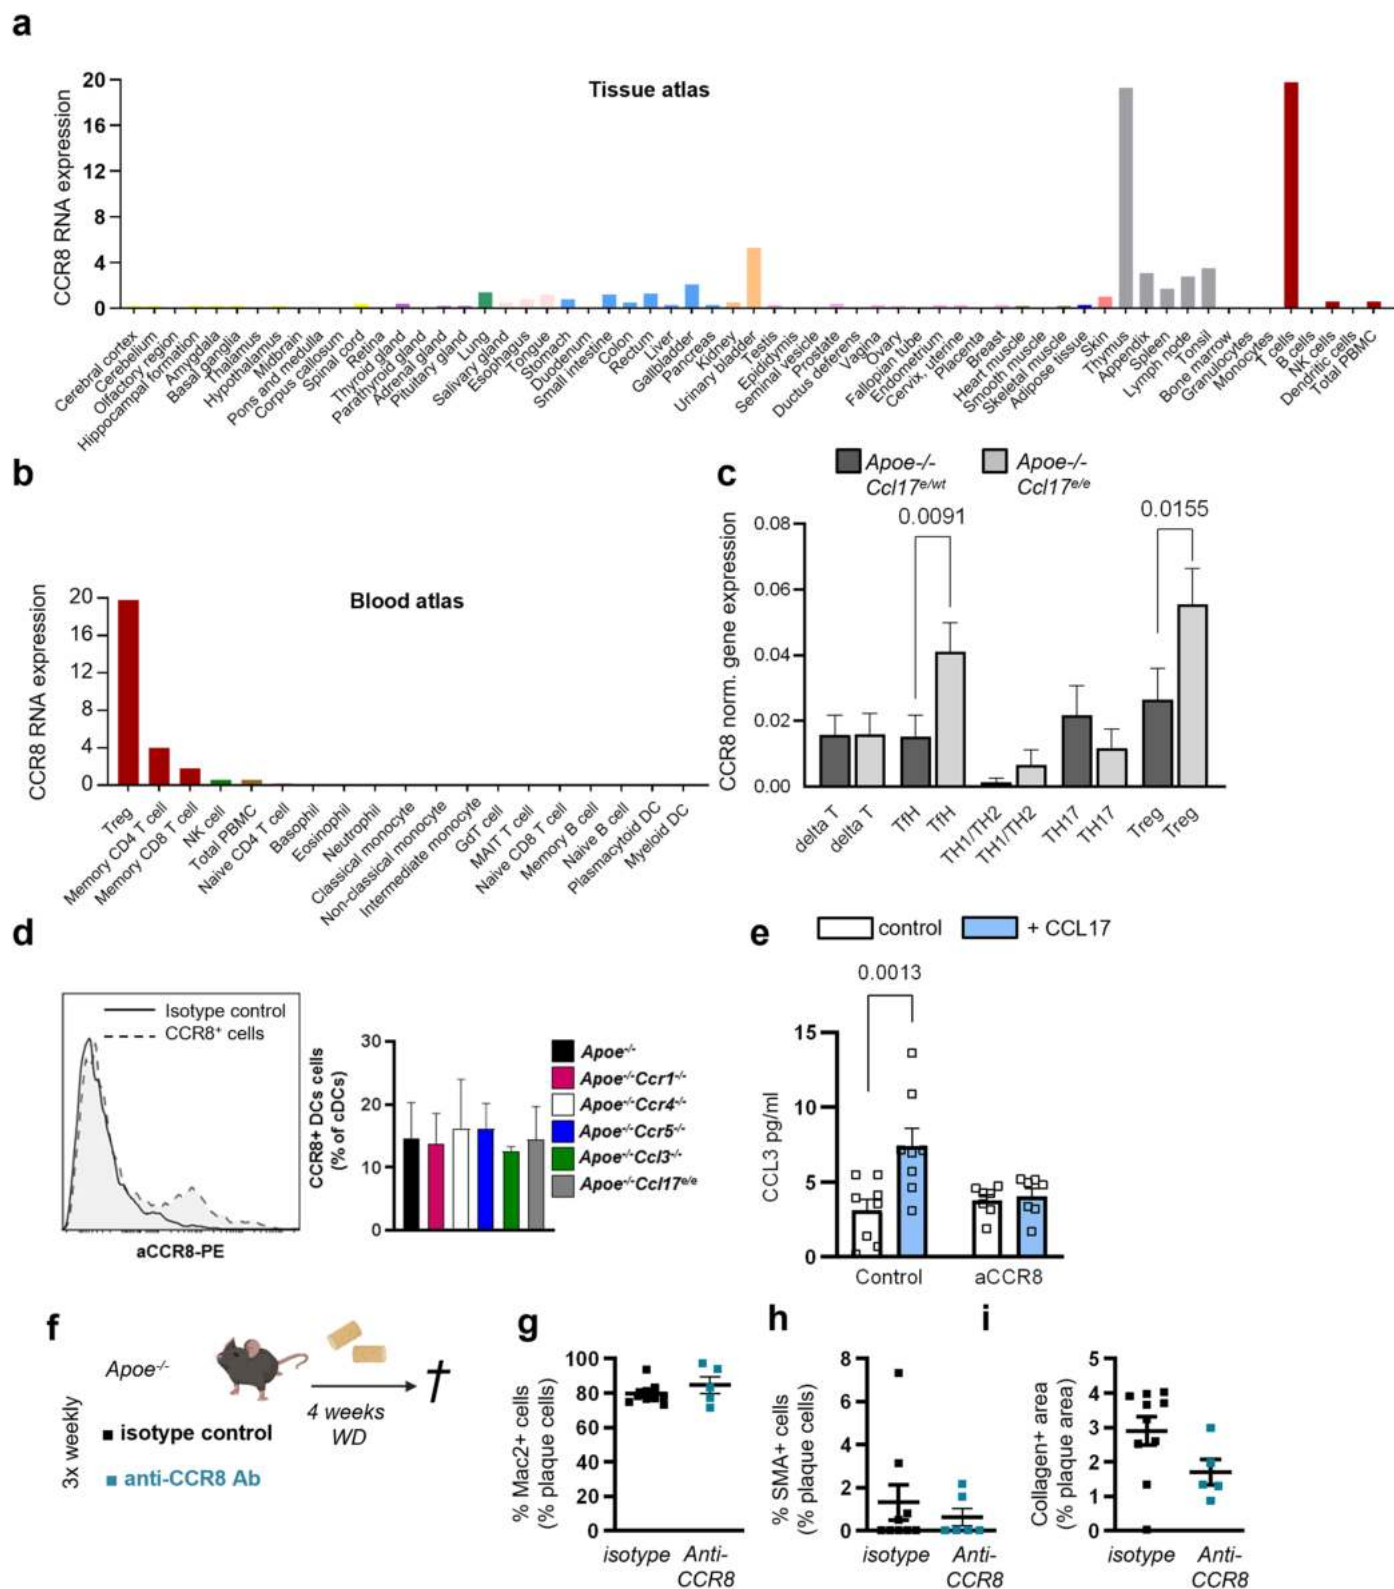 a
Tissue atlas
CCR8 RNA expression
20
16
12
8
4
0
Cerebral cortex
Cerebellum
Olfactory region
Hippocampal formation
Amygdala
Basal ganglia
Thalamus
Hypothalamus
Midbrain
Pons and medulla
Corpus callosum
Spinal cord
Retina
Thyroid gland
Parathyroid gland
Adrenal gland
Pituitary gland
Lung
Salivary gland
Esophagus
Tongue
Stomach
Duodenum
Small intestine
Colon
Rectum
Liver
Gallbladder
Pancreas
Kidney
Urinary bladder
Testis
Epididymis
Seminal vesicle
Prostate
Ductus deferens
Vagina
Ovary
Fallopian tube
Endometrium
Cervix, uterine
Placenta
Breast
Heart muscle
Smooth muscle
Skeletal muscle
Adipose tissue
Skin
Thymus
Appendix
Spleen
Lymph node
Tonsil
Bone marrow
Granulocytes
Monocytes
T cells
B cells
NK cells
Dendritic cells
Total PBMC
b
Blood atlas
CCR8 RNA expression
20
16
12
8
4
0
Treg
Memory CD4 T cell
Memory CD8 T cell
NK cell
Total PBMC
Naive CD4 T cell
Basophil
Eosinophil
Neutrophil
Classical monocyte
Non-classical monocyte
Intermediate monocyte
GdT cell
MAIT T cell
Naive CD8 T cell
Memory B cell
Naive B cell
Plasmacytoid DC
Myeloid DC
c
Apoe-/-
Ccl17e/wt
Apoe-/-
Ccl17e/e
0.0091
0.0155
CCR8 norm. gene expression
0.08
0.06
0.04
0.02
0.00
delta T
delta T
TfH
TfH
TH1/TH2
TH1/TH2
TH17
TH17
Treg
Treg
d
Isotype control
CCR8+ cells
aCCR8-PE
CCR8+ DCs cells
(% of cDCs)
30
20
10
0
Apoe-/-
Apoe-/-Ccr1-/-
Apoe-/-Ccr4-/-
Apoe-/-Ccr5-/-
Apoe-/-Ccl3-/-
Apoe-/-Ccl17e/e
e
control
+ CCL17
0.0013
CCL3 pg/ml
15
10
5
0
Control
aCCR8
f
3x weekly
Apoe-/-
isotype control
anti-CCR8 Ab
4 weeks
WD
g
% Mac2+ cells
(% plaque cells)
100
80
60
40
20
0
isotype
Anti-
CCR8
h
% SMA+ cells
(% plaque cells)
8
6
4
2
0
isotype
Anti-
CCR8
i
Collagen+ area
(% plaque area)
5
4
3
2
1
0
isotype
Anti-
CCR8